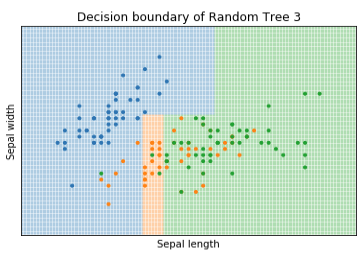 Decision boundary of Random Tree 3
Sepal width
Sepal length